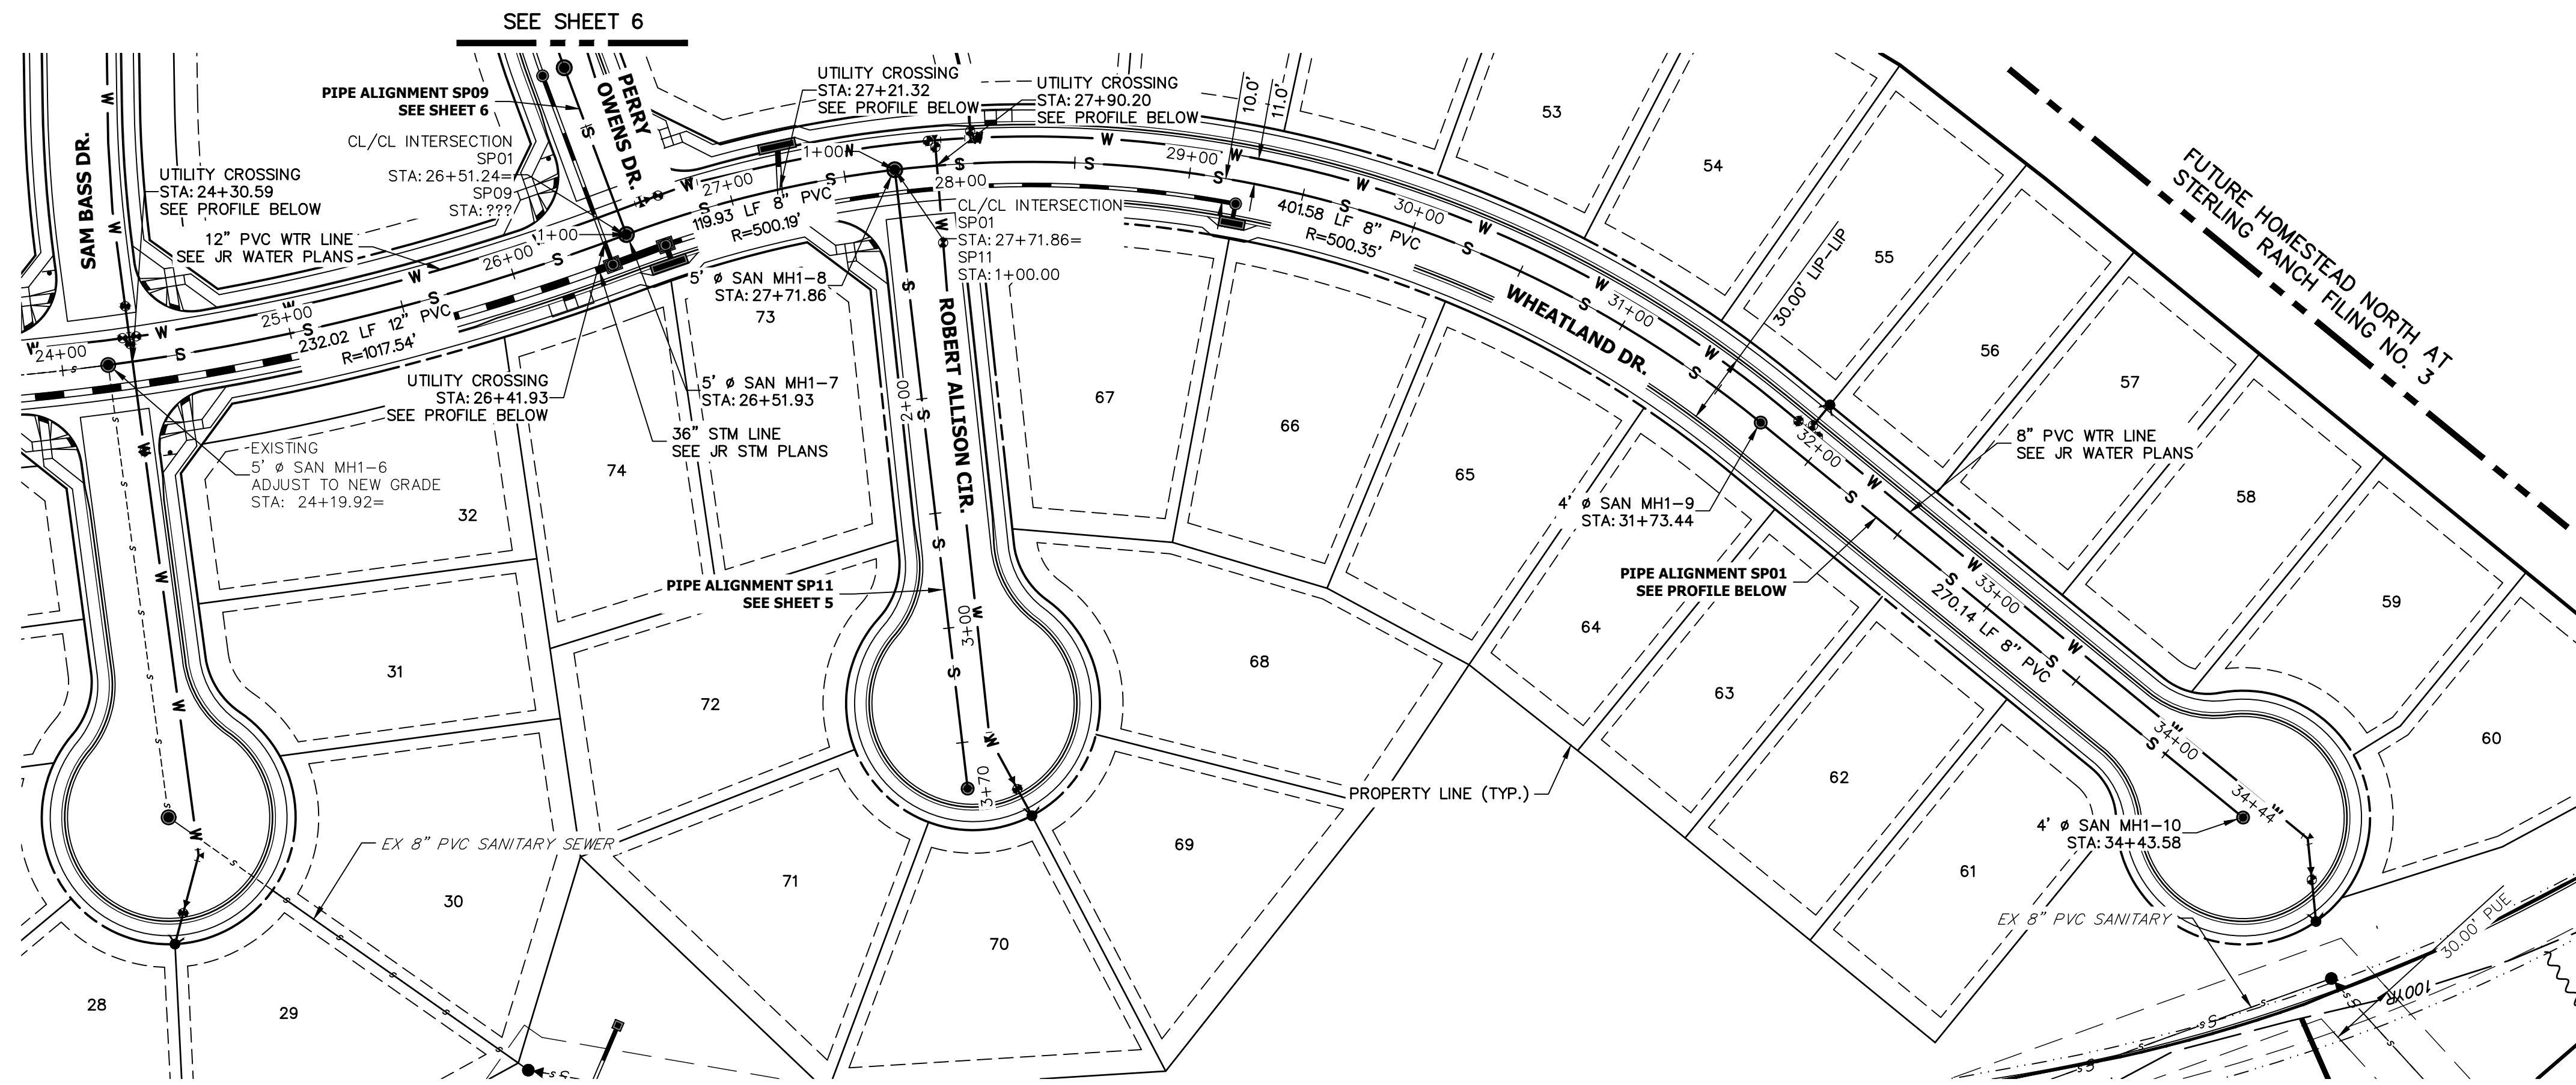 SEE SHEET 6
PIPE ALIGNMENT SP09
SEE SHEET 6
PERRY
OWENS DR.
UTILITY CROSSING
STA: 27+21.32
SEE PROFILE BELOW
UTILITY CROSSING
STA: 27+90.20
SEE PROFILE BELOW
10.0'
11.0'
SAM BASS DR.
CL/CL INTERSECTION
SP01
STA: 26+51.24=
SP09
STA: ???
UTILITY CROSSING
STA: 24+30.59
SEE PROFILE BELOW
12" PVC WTR LINE
SEE JR WATER PLANS
1+00
24+00
25+00
26+00
27+00
1+00
28+00
29+00
30+00
31+00
32+00
33+00
34+00
34+44
232.02 LF 12" PVC
R=1017.54'
119.93 LF 8" PVC
R=500.19'
401.58 LF 8" PVC
R=500.35'
270.14 LF 8" PVC
5' ø SAN MH1-8
STA: 27+71.86
CL/CL INTERSECTION
SP01
STA: 27+71.86=
SP11
STA: 1+00.00
WHEATLAND DR.
30.00' LIP-LIP
FUTURE HOMESTEAD NORTH AT
STERLING RANCH FILING NO. 3
UTILITY CROSSING
STA: 26+41.93
SEE PROFILE BELOW
5' ø SAN MH1-7
STA: 26+51.93
36" STM LINE
SEE JR STM PLANS
EXISTING
5' ø SAN MH1-6
ADJUST TO NEW GRADE
STA: 24+19.92=
ROBERT ALLISON CIR.
2+00
3+00
3+70
8" PVC WTR LINE
SEE JR WATER PLANS
4' ø SAN MH1-9
STA: 31+73.44
PIPE ALIGNMENT SP11
SEE SHEET 5
PIPE ALIGNMENT SP01
SEE PROFILE BELOW
PROPERTY LINE (TYP.)
EX 8" PVC SANITARY SEWER
4' ø SAN MH1-10
STA: 34+43.58
EX 8" PVC SANITARY
30.00' PUE
100YR
53
54
55
56
57
58
59
60
61
62
63
64
65
66
67
68
69
70
71
72
73
74
32
31
30
29
28